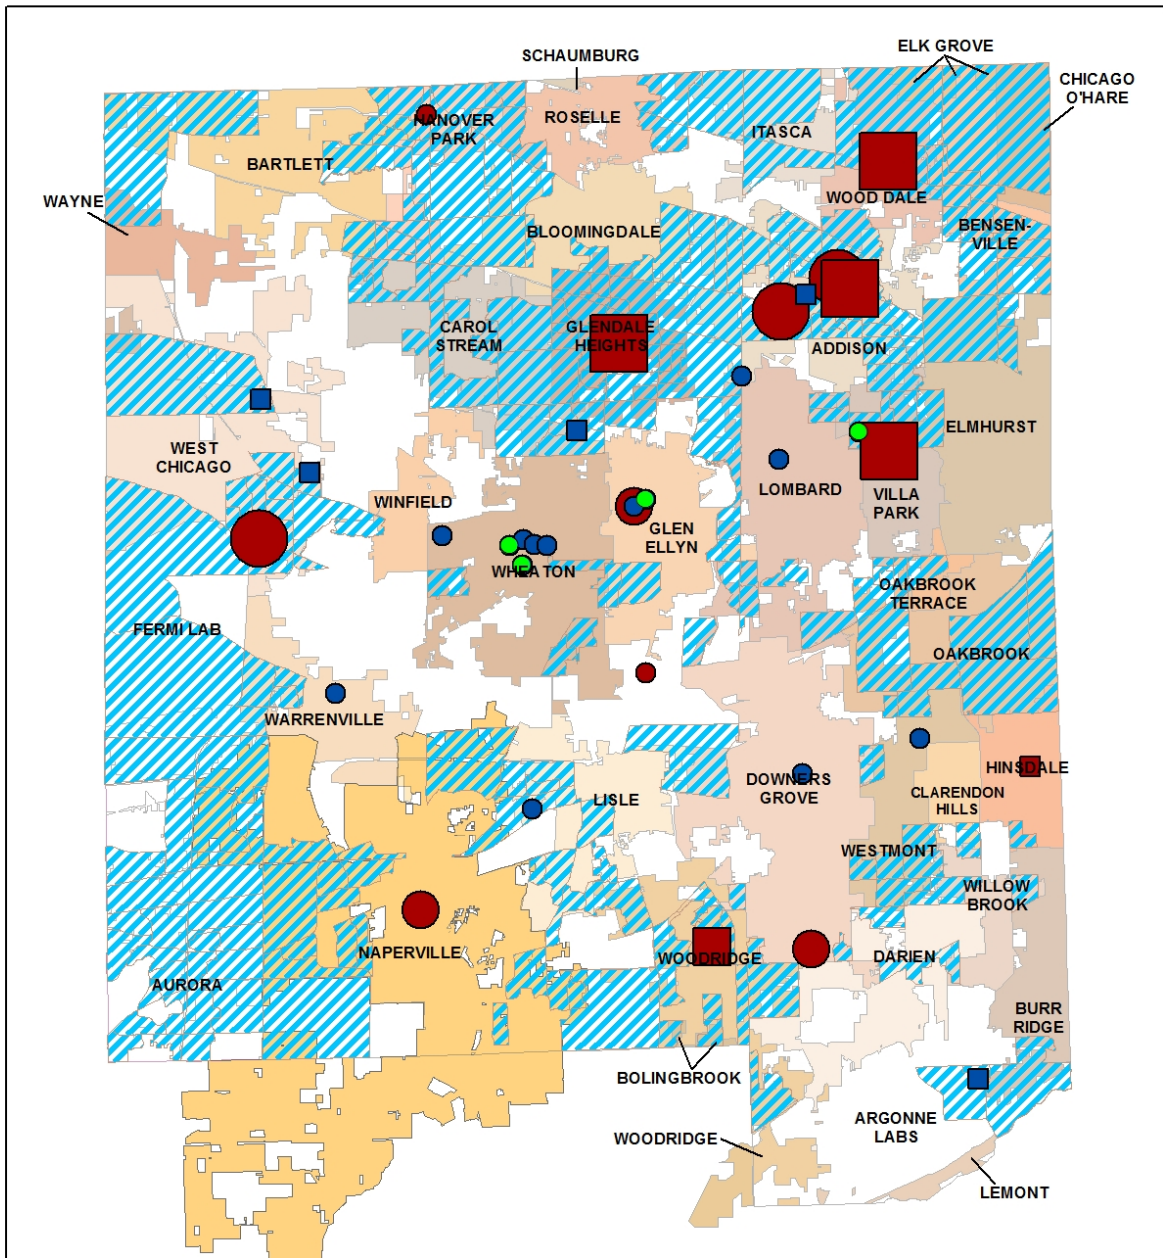 ELK GROVE
SCHAUMBURG
CHICAGO
O'HARE
HANOVER
PARK
ROSELLE
ITASCA
BARTLETT
WAYNE
WOOD DALE
BENSEN-
VILLE
BLOOMINGDALE
CAROL
STREAM
GLENDALE
HEIGHTS
ADDISON
ELMHURST
WEST
CHICAGO
WINFIELD
LOMBARD
VILLA
PARK
GLEN
ELLYN
WHEATON
OAKBROOK
TERRACE
FERMI LAB
OAKBROOK
WARRENVILLE
HINSDALE
DOWNERS
GROVE
LISLE
CLARENDON
HILLS
WESTMONT
WILLOW
BROOK
NAPERVILLE
WOODRIDGE
DARIEN
AURORA
BURR
RIDGE
BOLINGBROOK
ARGONNE
LABS
WOODRIDGE
LEMONT